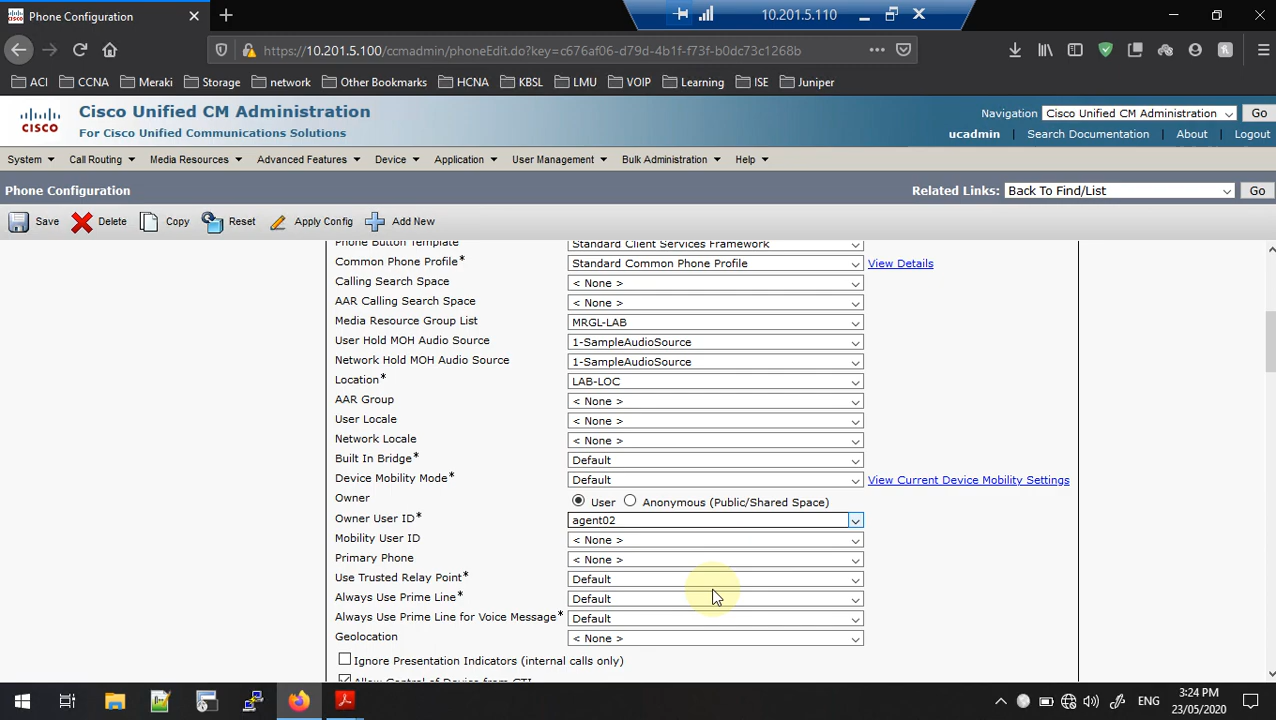 Phone Configuration
10.201.5.110
https://10.201.5.100/ccmadmin/phoneEdit.do?key=c676af06-d79d-4b1f-f73f-b0dc73c1268b
ACI CCNA Meraki Storage network Other Bookmarks HCNA KBSL LMU VOIP Learning ISE Juniper
Cisco Unified CM Administration
For Cisco Unified Communications Solutions
CISCO
Navigation Cisco Unified CM Administration Go
ucadmin | Search Documentation | About | Logout
System Call Routing Media Resources Advanced Features Device Application User Management Bulk Administration Help
Phone Configuration Related Links: Back To Find/List Go
Save Delete Copy Reset Apply Config Add New
Phone Button Template Standard Client Services Framework
Common Phone Profile* Standard Common Phone Profile View Details
Calling Search Space < None >
AAR Calling Search Space < None >
Media Resource Group List MRGL-LAB
User Hold MOH Audio Source 1-SampleAudioSource
Network Hold MOH Audio Source 1-SampleAudioSource
Location* LAB-LOC
AAR Group < None >
User Locale < None >
Network Locale < None >
Built In Bridge* Default
Device Mobility Mode* Default View Current Device Mobility Settings
Owner User Anonymous (Public/Shared Space)
Owner User ID* agent02
Mobility User ID < None >
Primary Phone < None >
Use Trusted Relay Point* Default
Always Use Prime Line* Default
Always Use Prime Line for Voice Message* Default
Geolocation < None >
Ignore Presentation Indicators (internal calls only)
Allow Control of Device from CTI
ENG 3:24 PM
23/05/2020